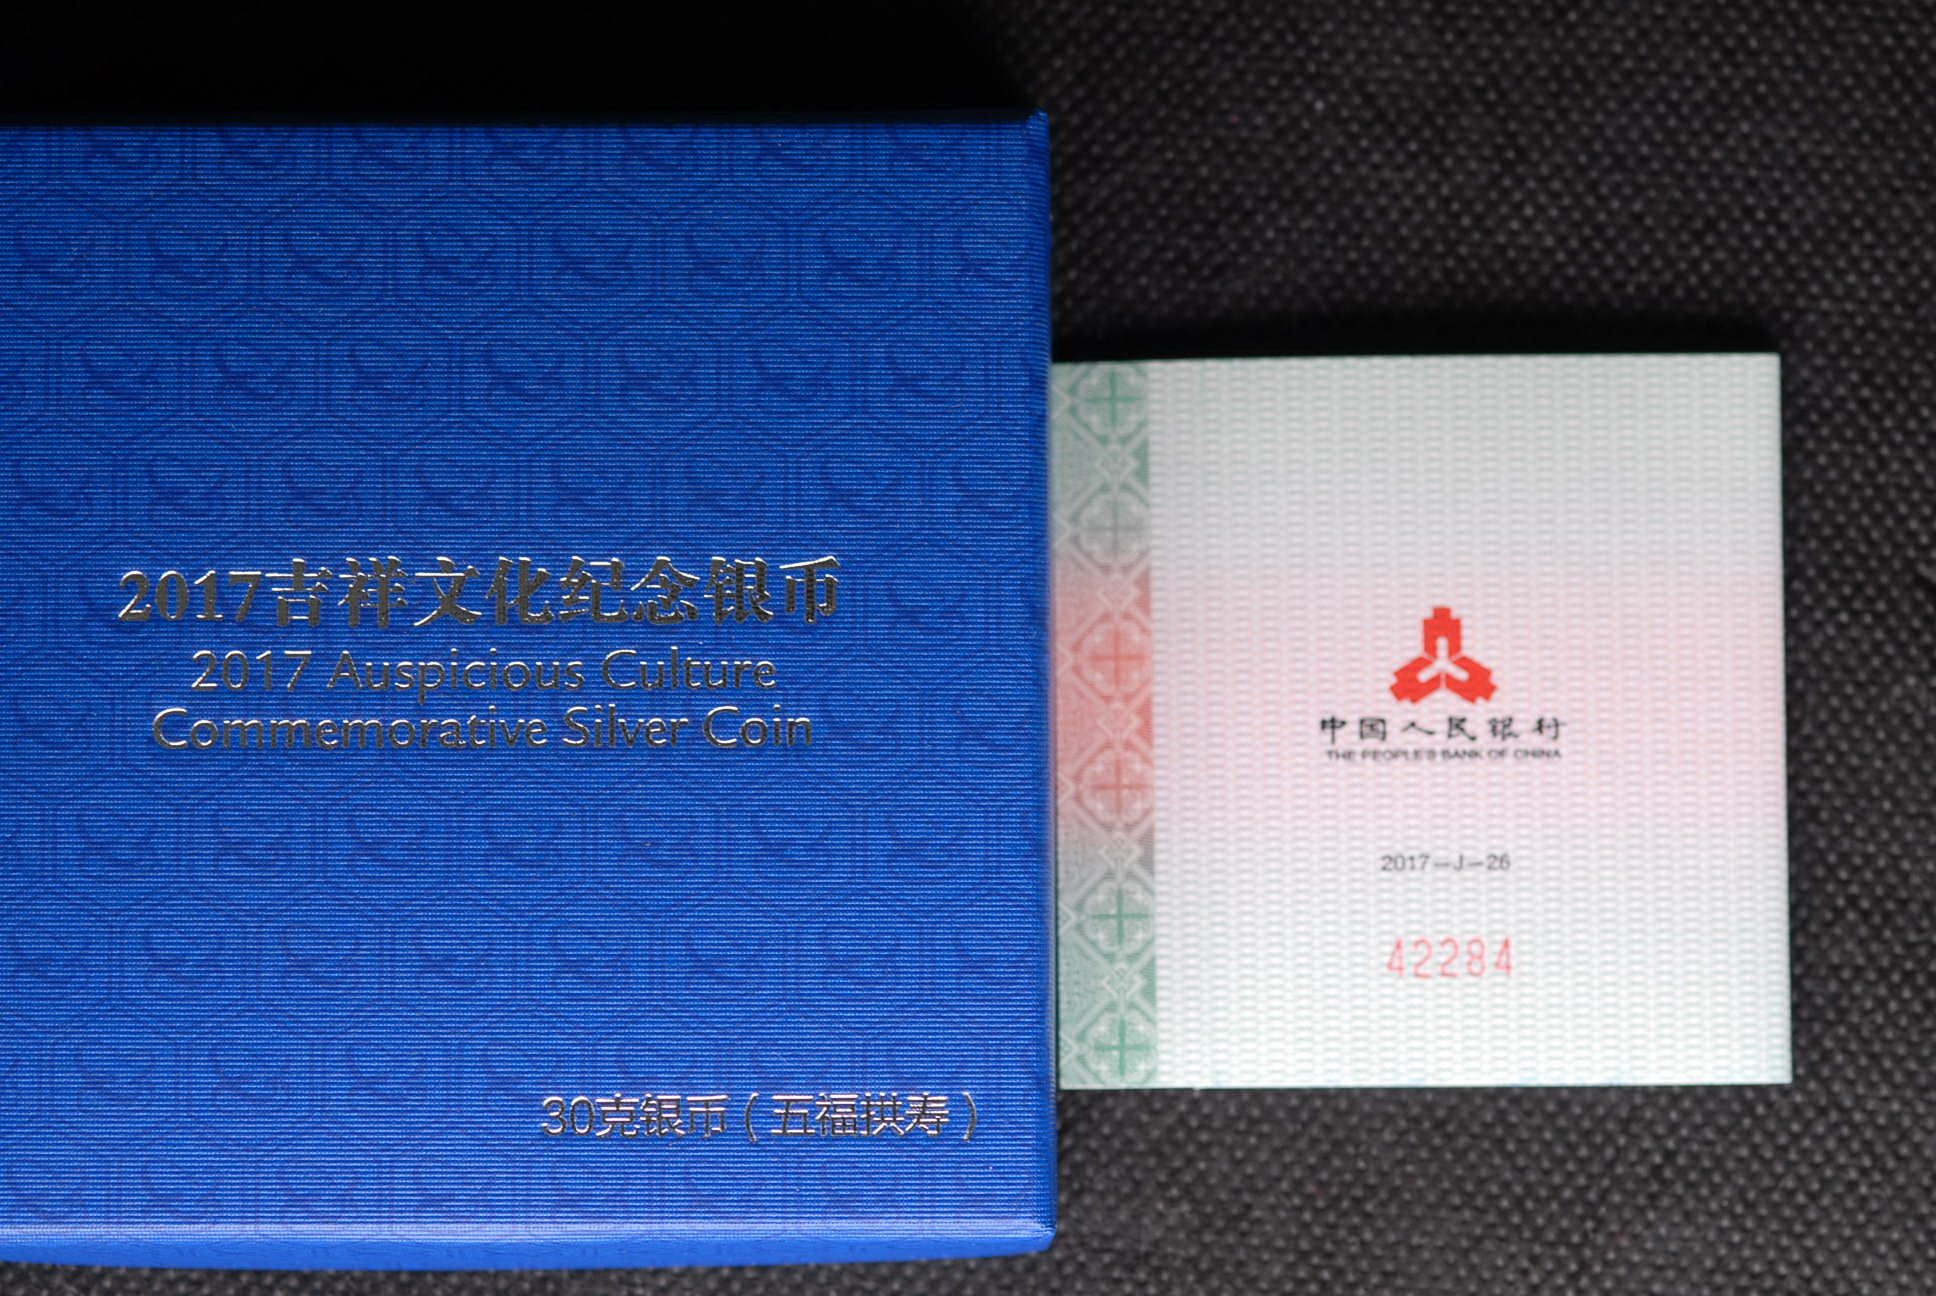 2017吉祥文化纪念银币
2017 Auspicious Culture
Commemorative Silver Coin
30克银币（五福拱寿）
中国人民银行
THE PEOPLE'S BANK OF CHINA
2017—J—26
42284